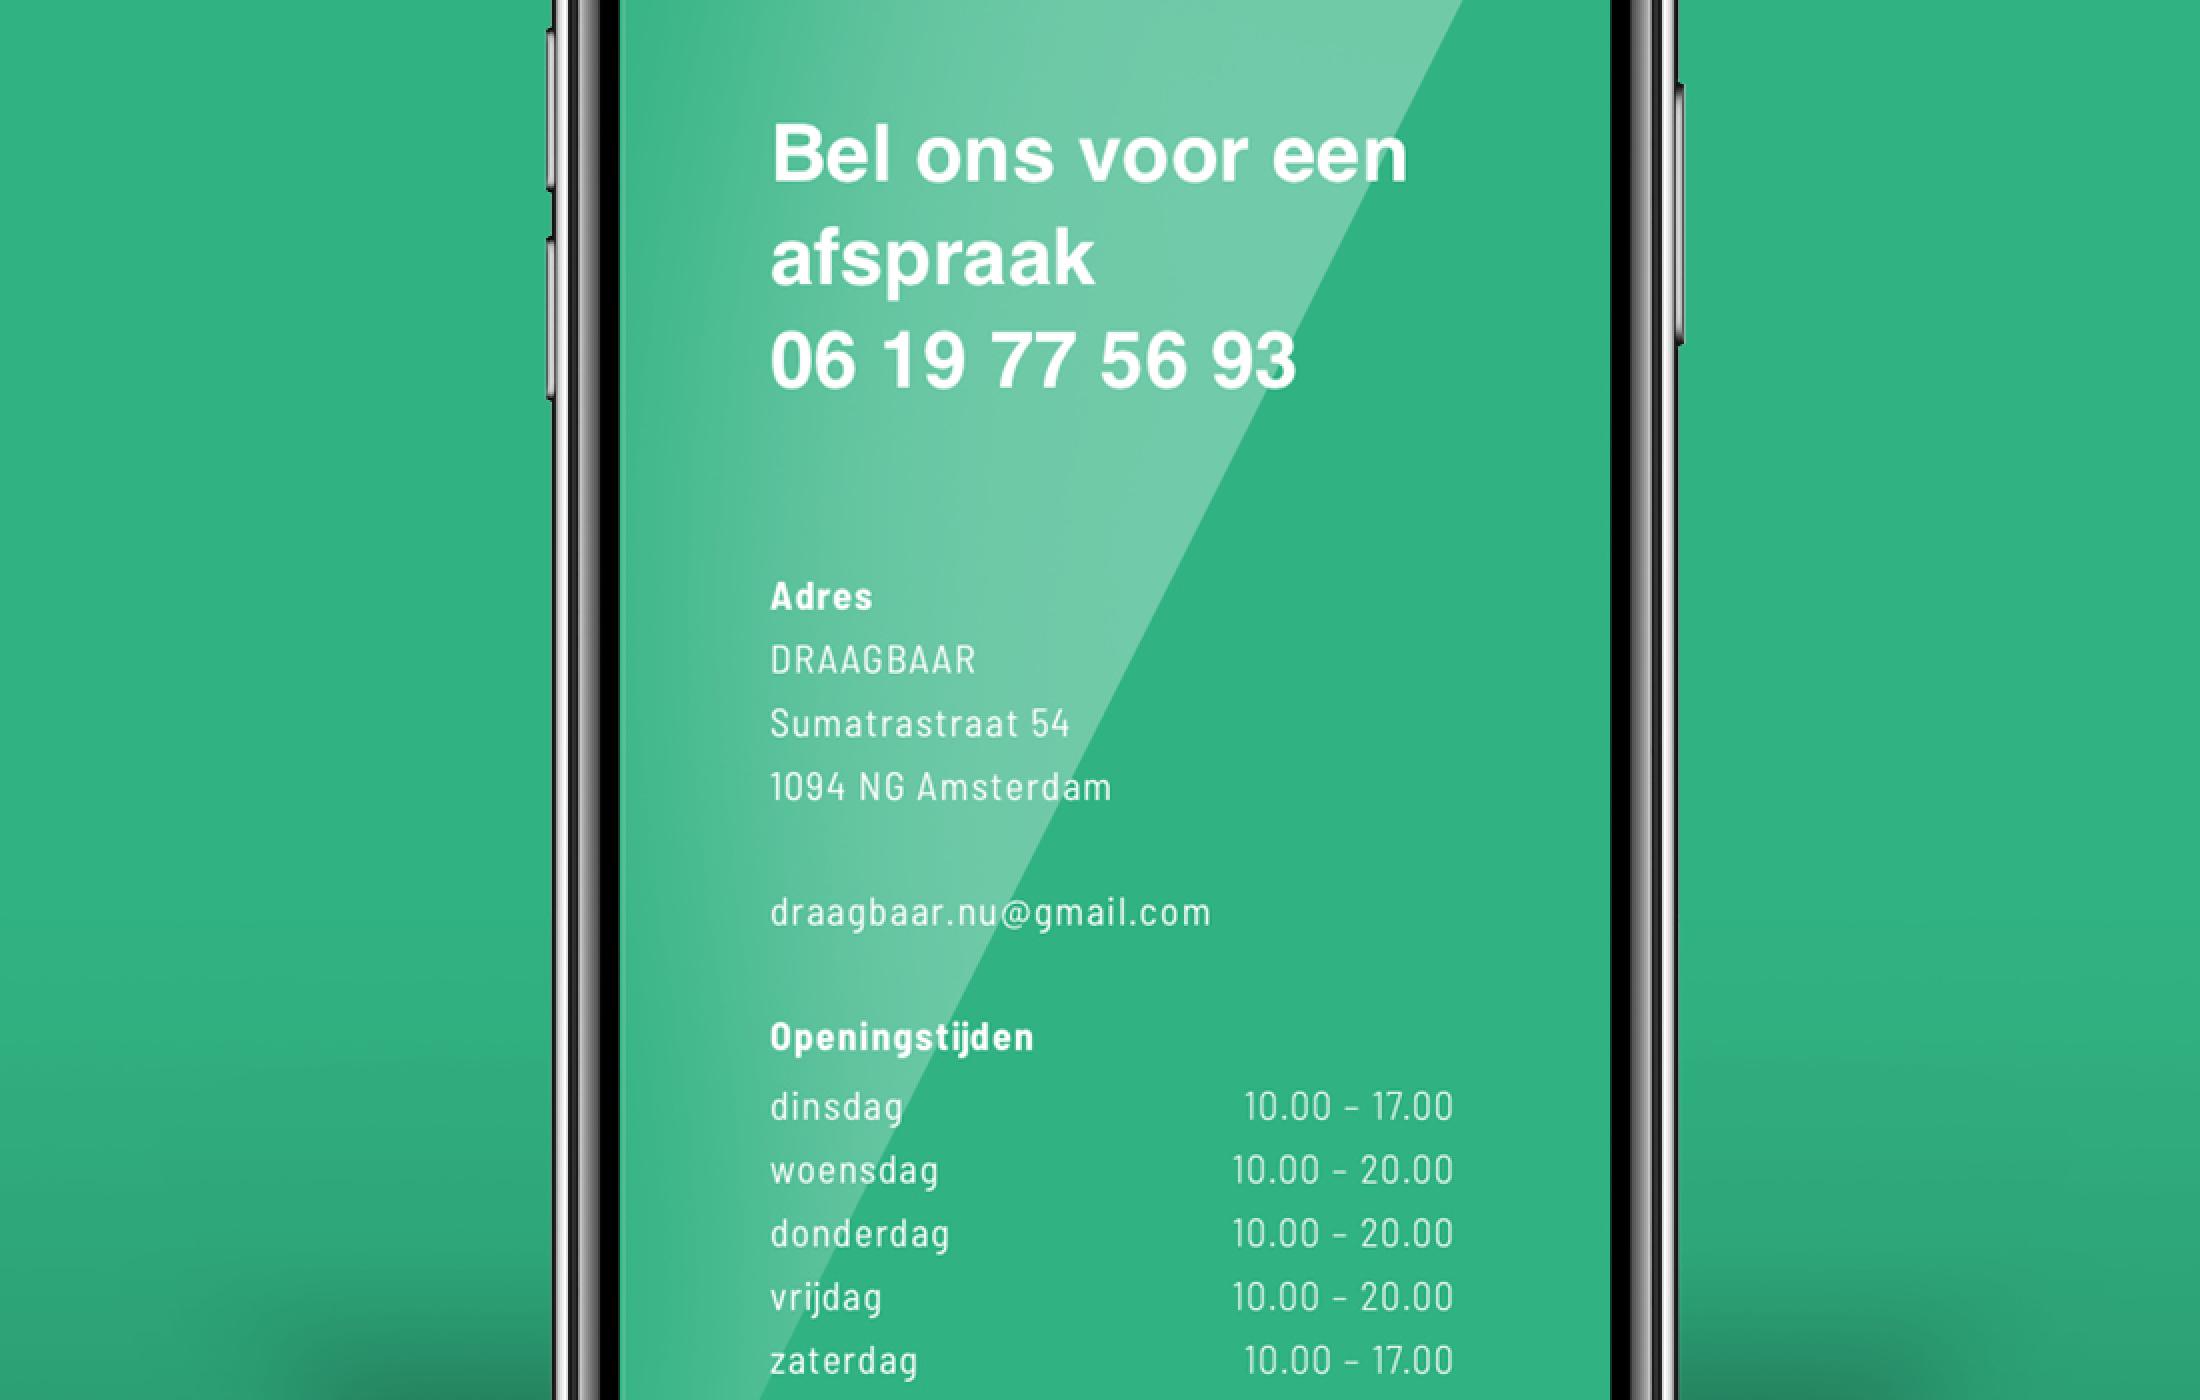 Bel ons voor een
afspraak
06 19 77 56 93
Adres
DRAAGBAAR
Sumatrastraat 54
1094 NG Amsterdam
draagbaar.nu@gmail.com
Openingstijden
dinsdag 10.00 – 17.00
woensdag 10.00 – 20.00
donderdag 10.00 – 20.00
vrijdag 10.00 – 20.00
zaterdag 10.00 – 17.00